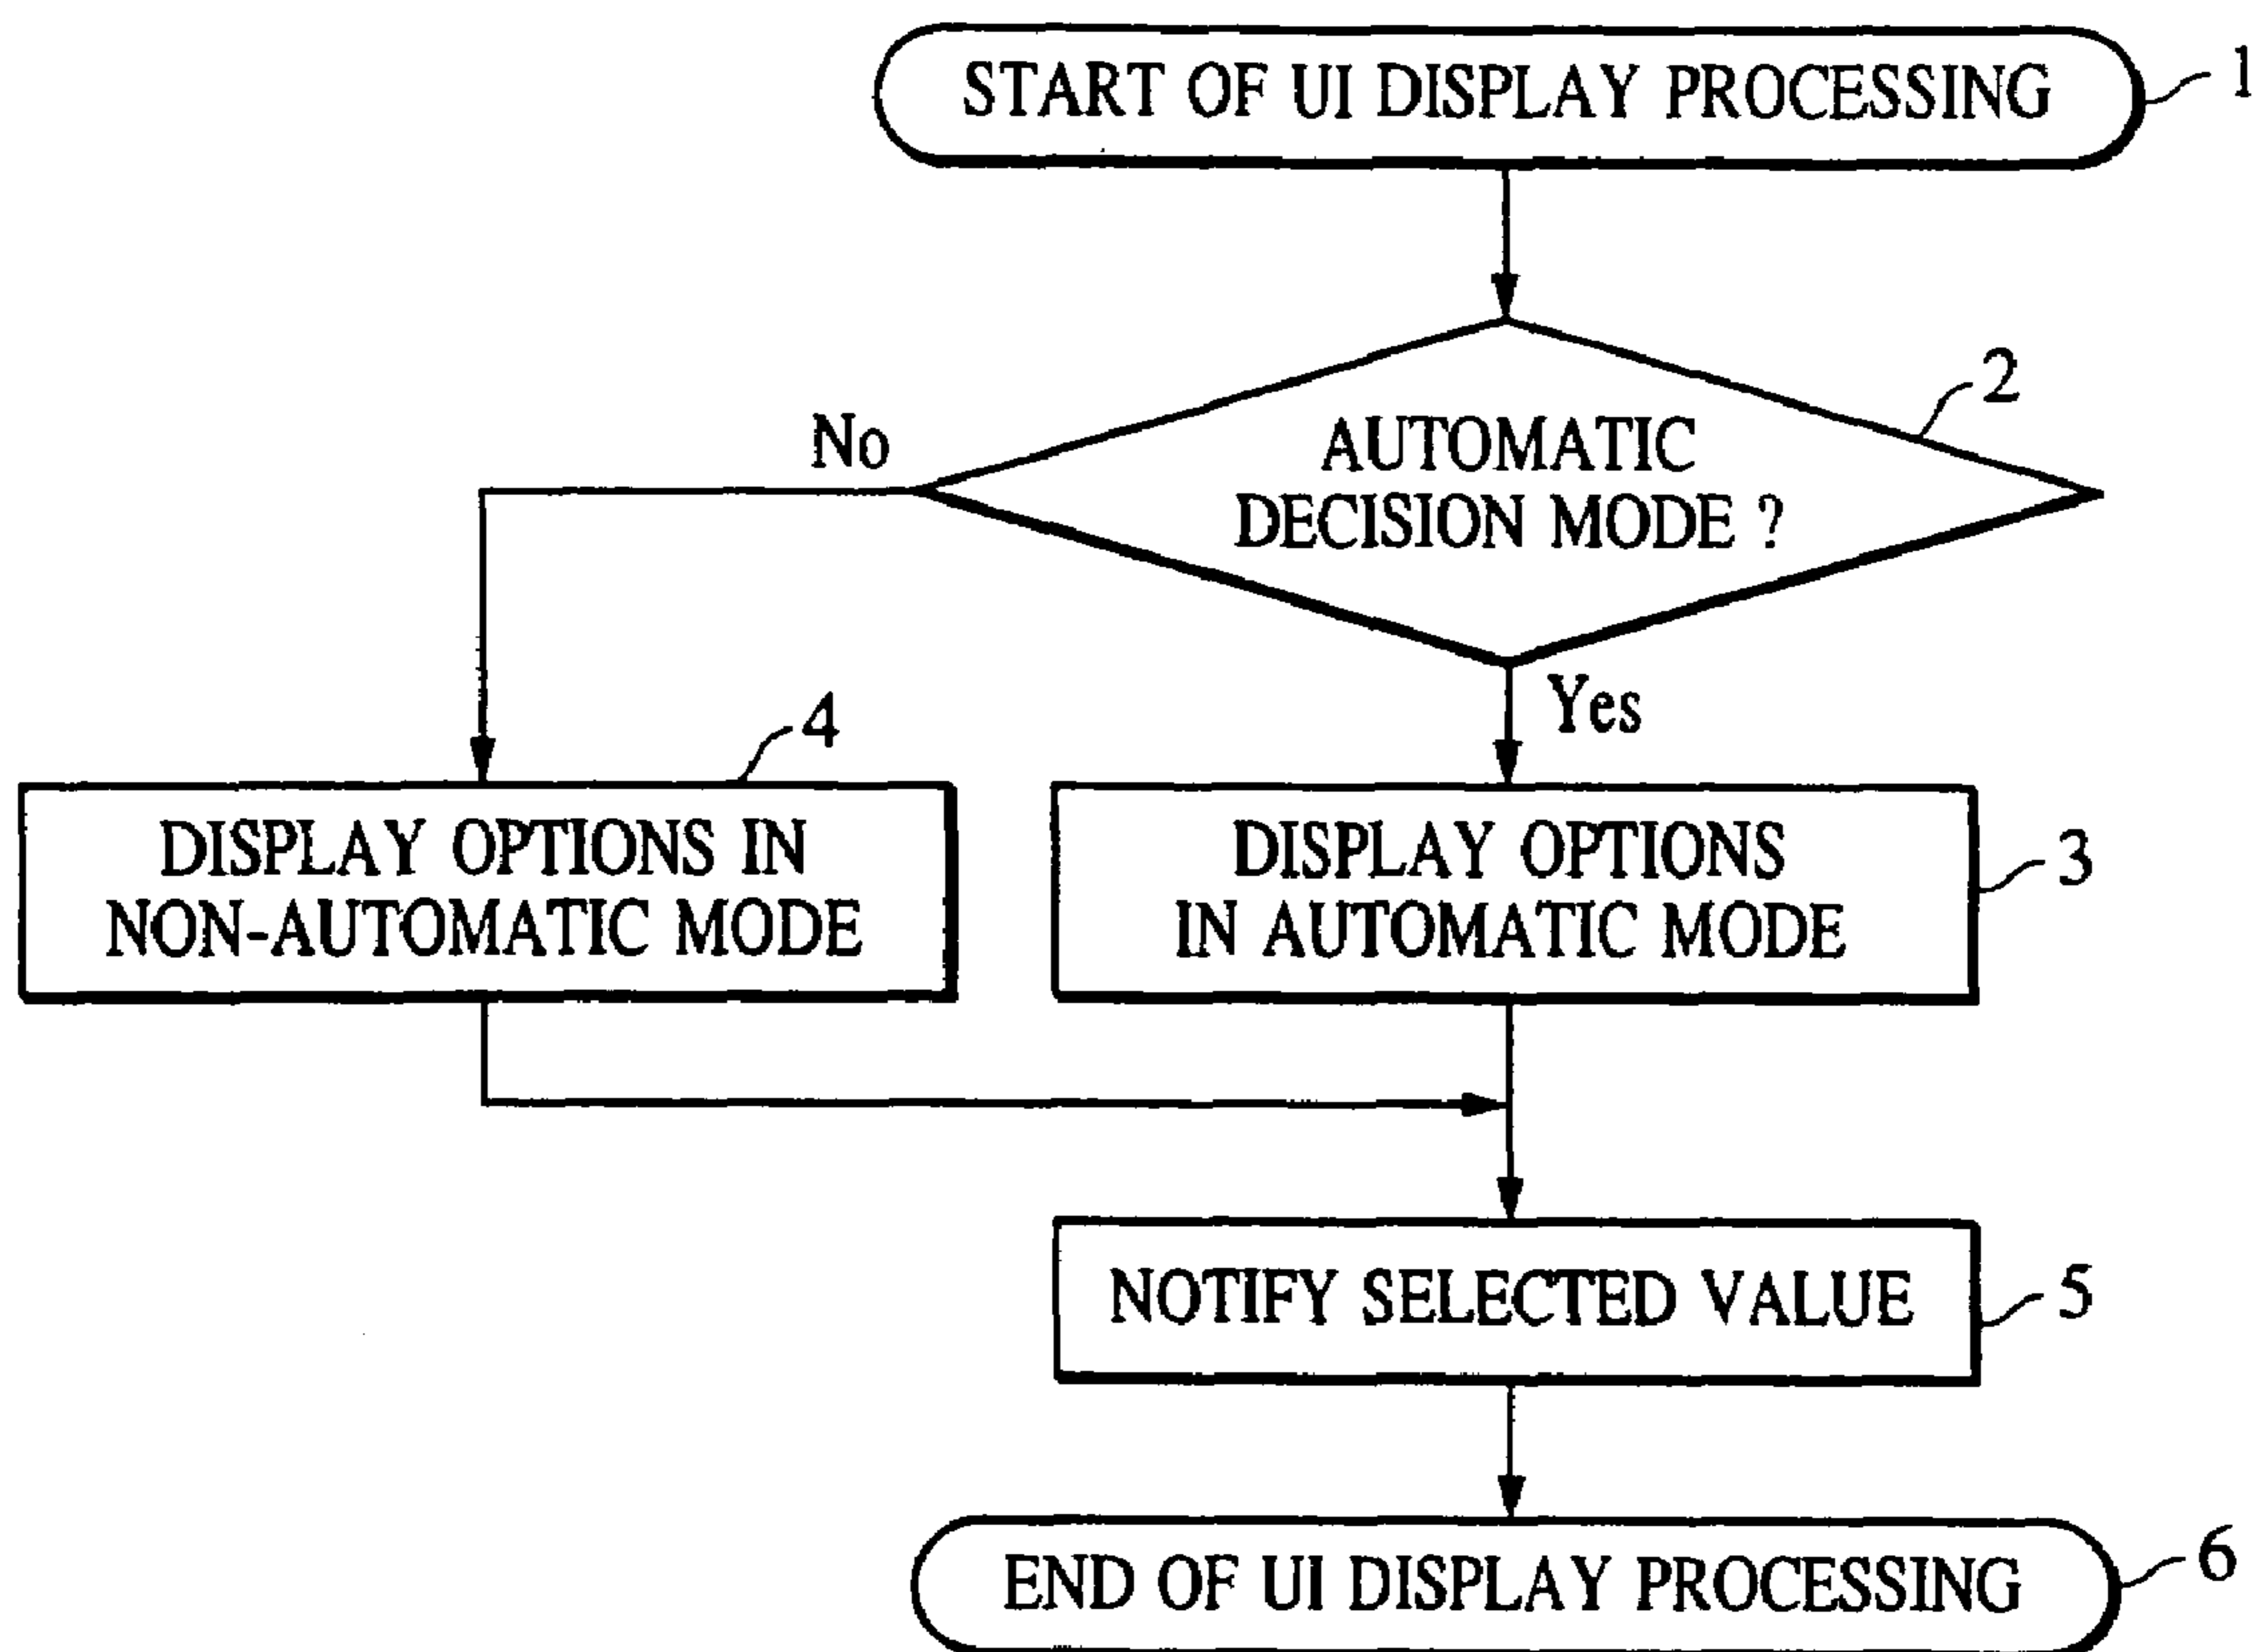 START OF UI DISPLAY PROCESSING
1
2
AUTOMATIC
DECISION MODE ?
No
Yes
4
DISPLAY OPTIONS IN
NON-AUTOMATIC MODE
DISPLAY OPTIONS
IN AUTOMATIC MODE
3
NOTIFY SELECTED VALUE
5
END OF UI DISPLAY PROCESSING
6